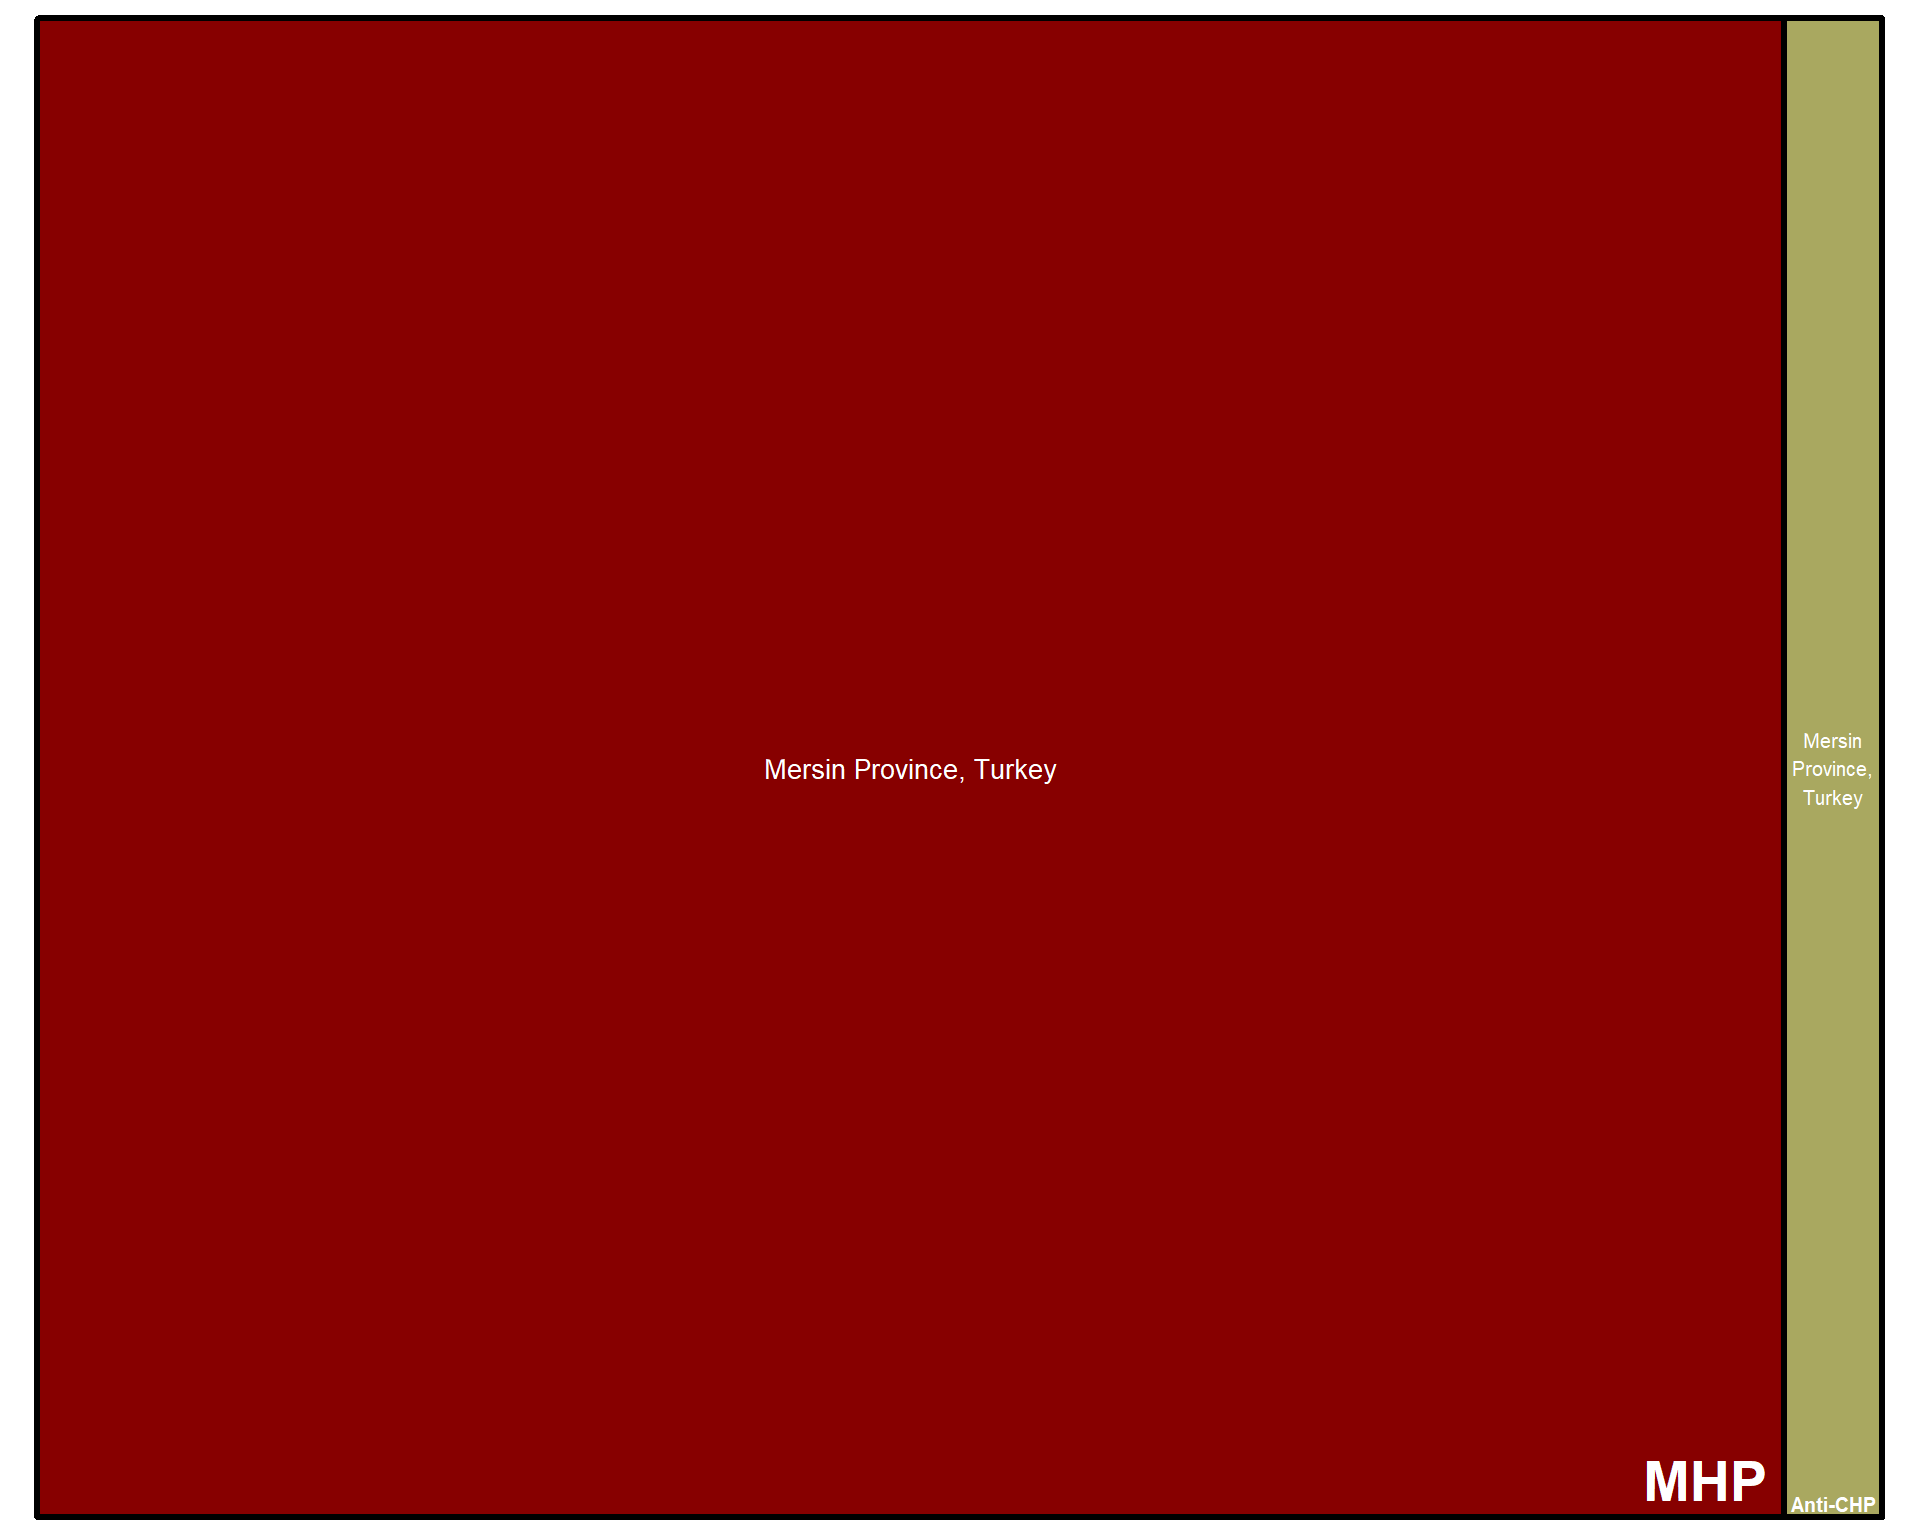 Mersin Province, Turkey
MHP
Mersin
Province,
Turkey
Anti-CHP